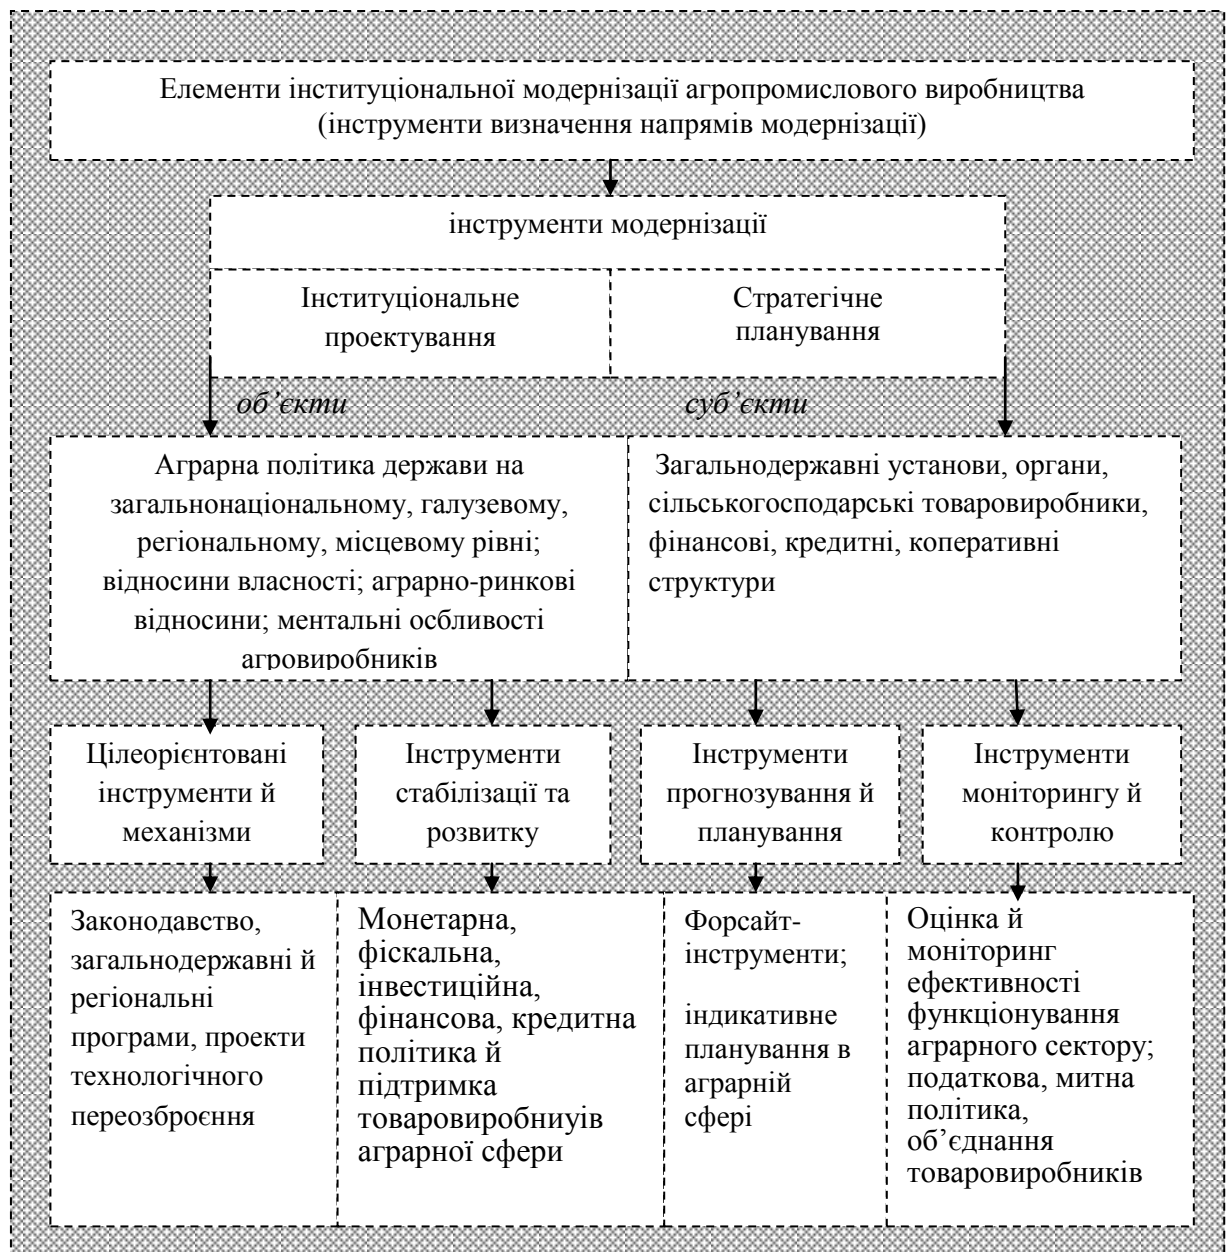 Елементи інституціональної модернізації агропромислового виробництва
(інструменти визначення напрямів модернізації)
інструменти модернізації
Інституціональне
проектування
Стратегічне
планування
об’єкти
суб’єкти
Аграрна політика держави на
загальнонаціональному, галузевому,
регіональному, місцевому рівні;
відносини власності; аграрно-ринкові
відносини; ментальні осбливості
агровиробників
Загальнодержавні установи, органи,
сільськогосподарські товаровиробники,
фінансові, кредитні, коперативні
структури
Цілеорієнтовані
інструменти й
механізми
Інструменти
стабілізації та
розвитку
Інструменти
прогнозування й
планування
Інструменти
моніторингу й
контролю
Законодавство,
загальнодержавні й
регіональні
програми, проекти
технологічного
переозброєння
Монетарна,
фіскальна,
інвестиційна,
фінансова, кредитна
політика й
підтримка
товаровиробниуів
аграрної сфери
Форсайт-
інструменти;
індикативне
планування в
аграрній
сфері
Оцінка й
моніторинг
ефективності
функціонування
аграрного сектору;
податкова, митна
політика,
об’єднання
товаровиробників